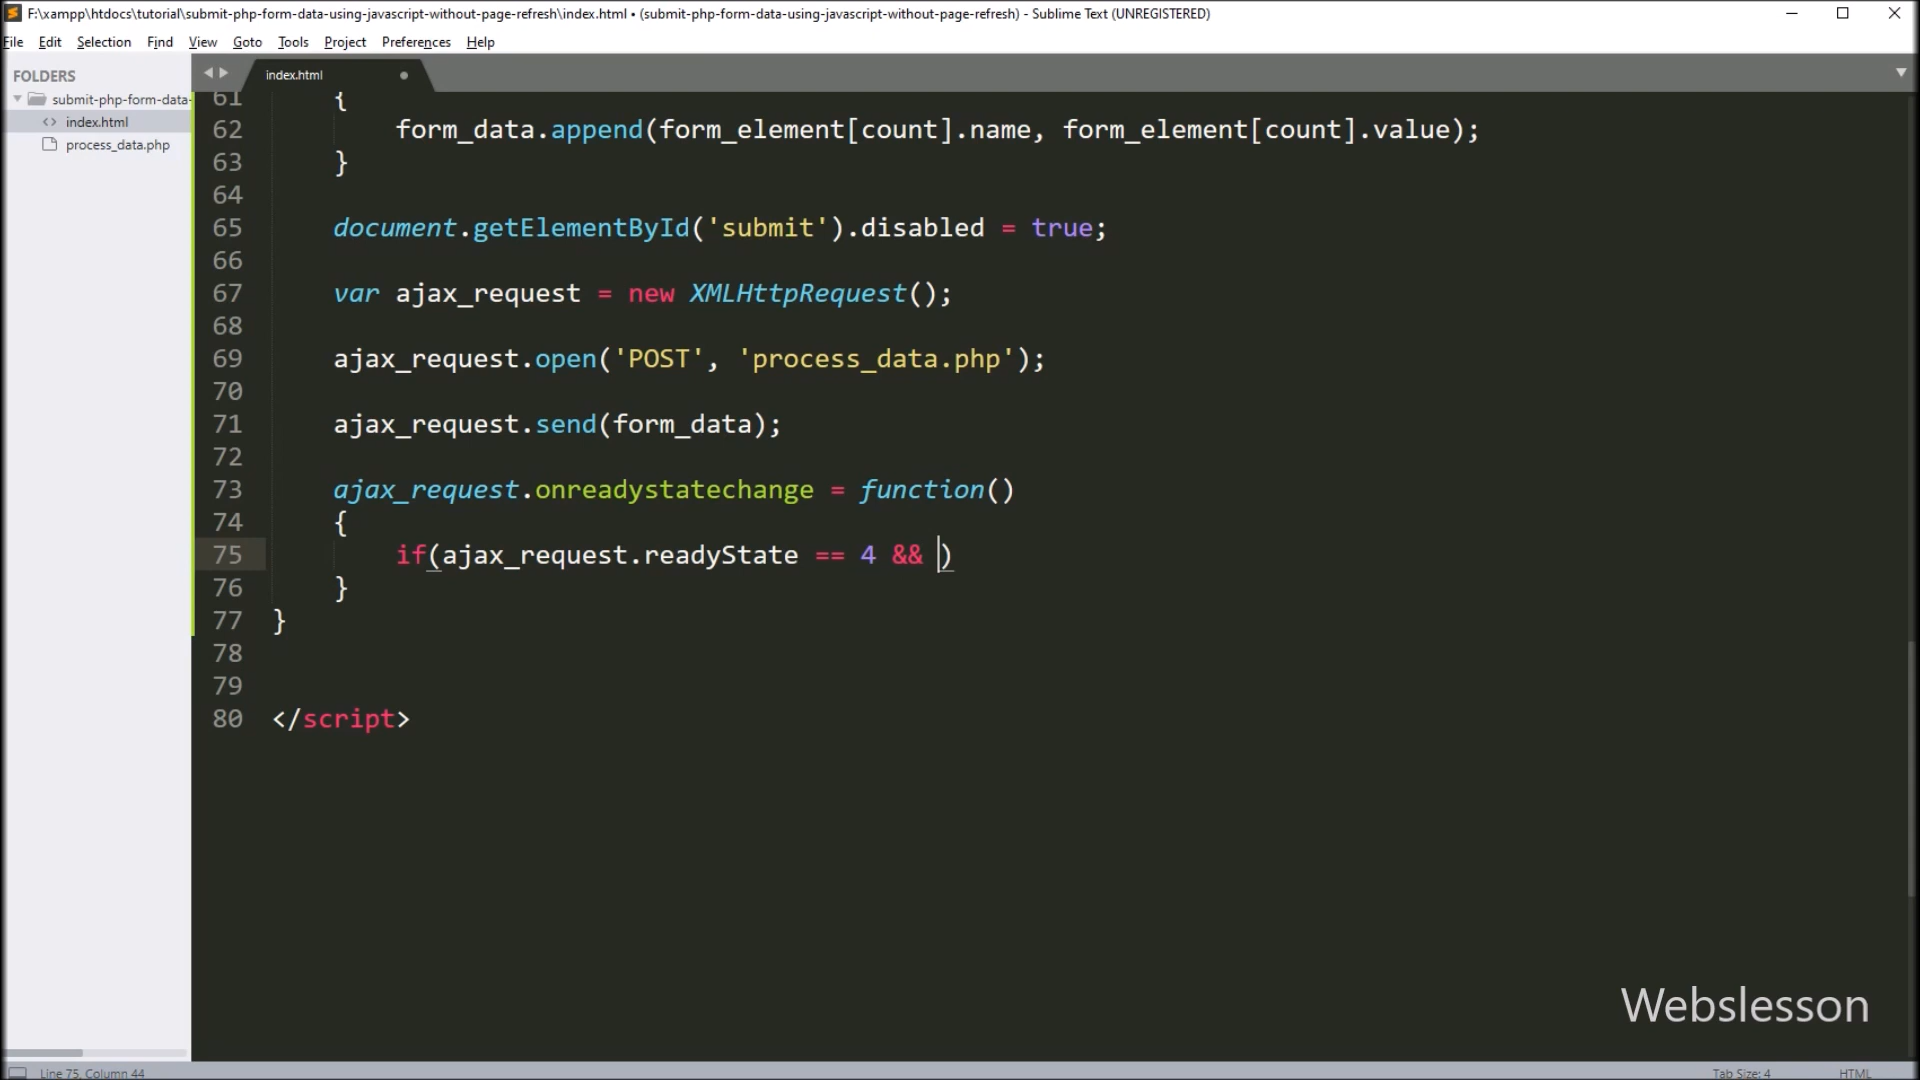 F:\xampp\htdocs\tutorial\submit-php-form-data-using-javascript-without-page-refresh\index.html • (submit-php-form-data-using-javascript-without-page-refresh) - Sublime Text (UNREGISTERED)
File Edit Selection Find View Goto Tools Project Preferences Help
FOLDERS
submit-php-form-data-
<> index.html
process_data.php
index.html
61 {
62 form_data.append(form_element[count].name, form_element[count].value);
63 }
64
65 document.getElementById('submit').disabled = true;
66
67 var ajax_request = new XMLHttpRequest();
68
69 ajax_request.open('POST', 'process_data.php');
70
71 ajax_request.send(form_data);
72
73 ajax_request.onreadystatechange = function()
74 {
75 if(ajax_request.readyState == 4 && )
76 }
77 }
78
79
80 </script>
Webslesson
Line 75, Column 44
Tab Size: 4
HTML